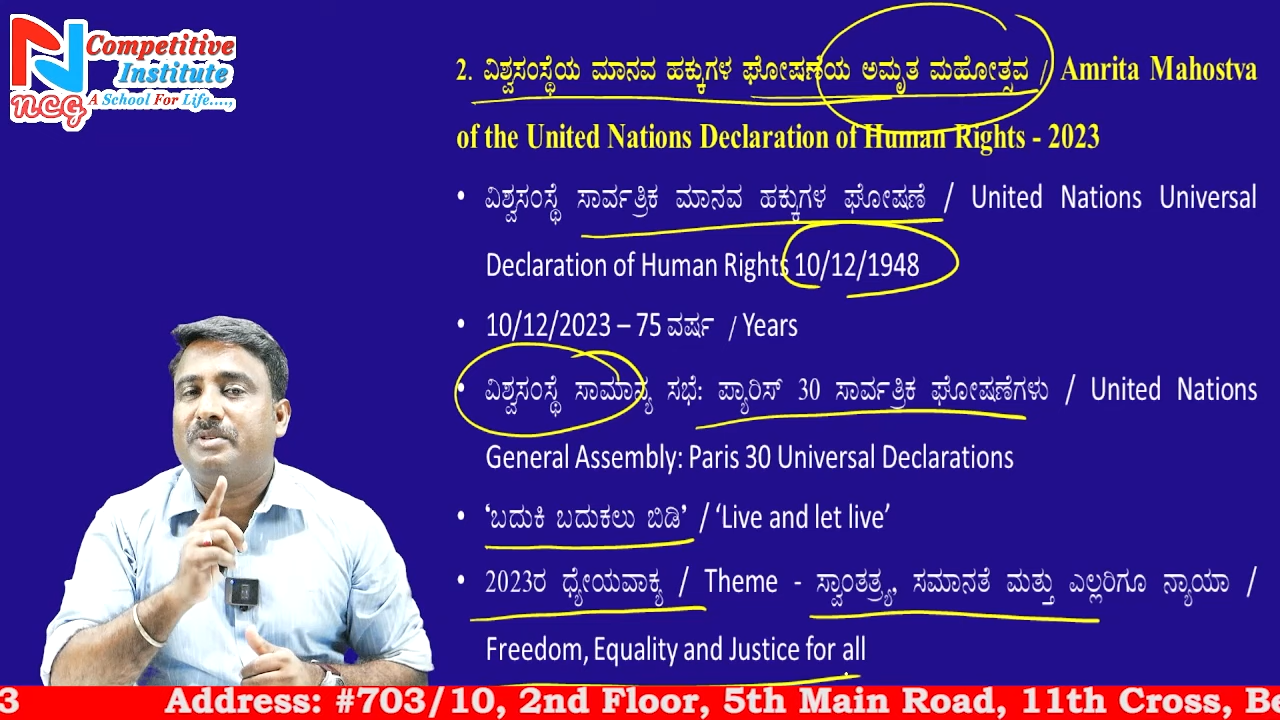 Competitive
Institute
NCG A School For Life....,
2. ವಿಶ್ವಸಂಸ್ಥೆಯ ಮಾನವ ಹಕ್ಕುಗಳ ಘೋಷಣೆಯ ಅಮೃತ ಮಹೋತ್ಸವ / Amrita Mahostva
of the United Nations Declaration of Human Rights - 2023
• ವಿಶ್ವಸಂಸ್ಥೆ ಸಾರ್ವತ್ರಿಕ ಮಾನವ ಹಕ್ಕುಗಳ ಘೋಷಣೆ / United Nations Universal
Declaration of Human Rights 10/12/1948
• 10/12/2023 – 75 ವರ್ಷ / Years
• ವಿಶ್ವಸಂಸ್ಥೆ ಸಾಮಾನ್ಯ ಸಭೆ: ಪ್ಯಾರಿಸ್ 30 ಸಾರ್ವತ್ರಿಕ ಘೋಷಣೆಗಳು / United Nations
General Assembly: Paris 30 Universal Declarations
• ‘ಬದುಕಿ ಬದುಕಲು ಬಿಡಿ’ / ‘Live and let live’
• 2023ರ ಧ್ಯೇಯವಾಕ್ಯ / Theme - ಸ್ವಾಂತತ್ರ್ಯ, ಸಮಾನತೆ ಮತ್ತು ಎಲ್ಲರಿಗೂ ನ್ಯಾಯಾ /
Freedom, Equality and Justice for all
3 Address: #703/10, 2nd Floor, 5th Main Road, 11th Cross, Be